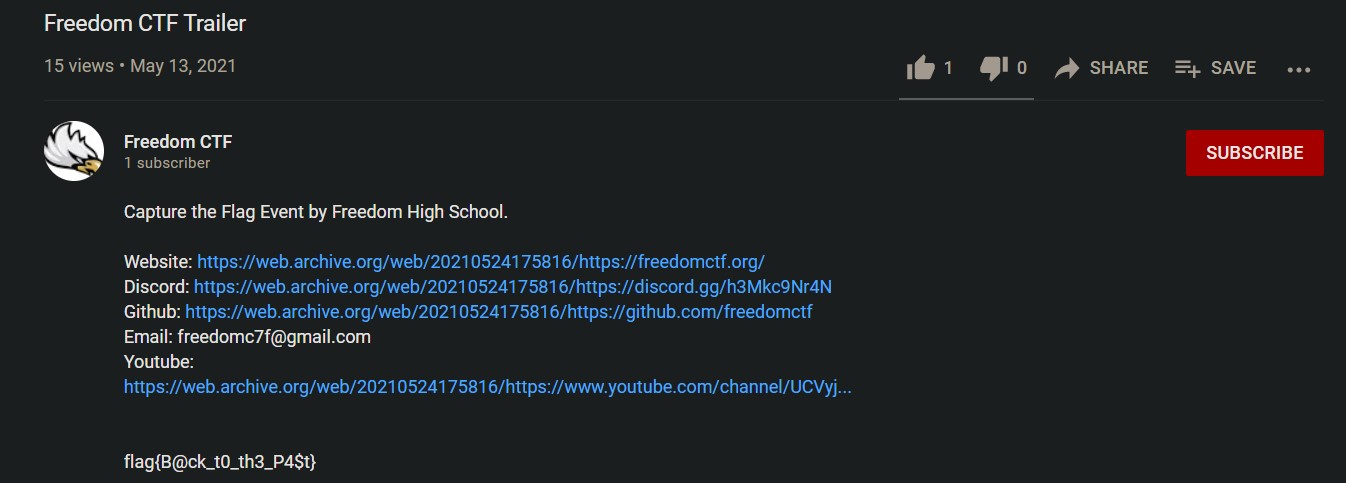 Freedom CTF Trailer
15 views • May 13, 2021
1 0 SHARE SAVE
Freedom CTF
1 subscriber
SUBSCRIBE
Capture the Flag Event by Freedom High School.
Website: https://web.archive.org/web/20210524175816/https://freedomctf.org/
Discord: https://web.archive.org/web/20210524175816/https://discord.gg/h3Mkc9Nr4N
Github: https://web.archive.org/web/20210524175816/https://github.com/freedomctf
Email: freedomc7f@gmail.com
Youtube:
https://web.archive.org/web/20210524175816/https://www.youtube.com/channel/UCVyj...
flag{B@ck_t0_th3_P4$t}